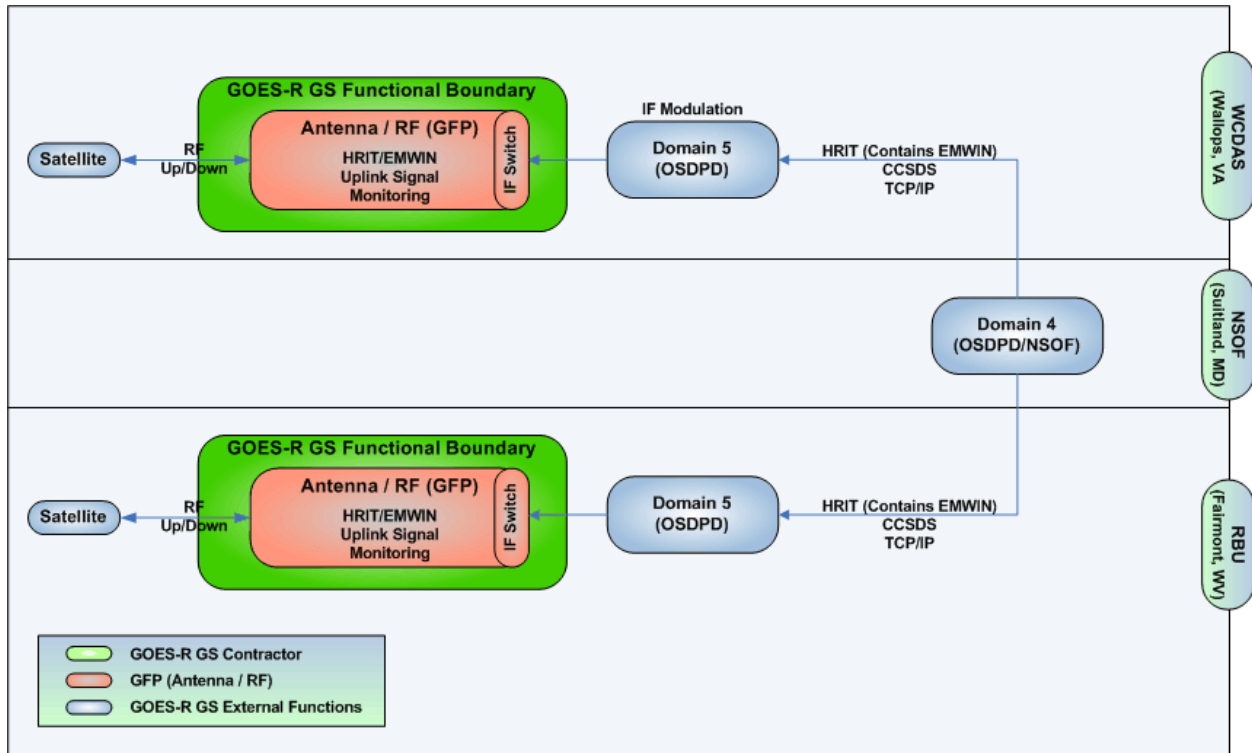 GOES-R GS Functional Boundary
Antenna / RF (GFP)
HRIT/EMWIN
Uplink Signal
Monitoring
IF Switch
Satellite
RF
Up/Down
IF Modulation
Domain 5
(OSDPD)
HRIT (Contains EMWIN)
CCSDS
TCP/IP
WCDAS
(Wallops, VA
Domain 4
(OSDPD/NSOF)
NSOF
(Suitland, MD)
GOES-R GS Functional Boundary
Antenna / RF (GFP)
HRIT/EMWIN
Uplink Signal
Monitoring
IF Switch
Satellite
RF
Up/Down
Domain 5
(OSDPD)
HRIT (Contains EMWIN)
CCSDS
TCP/IP
RBU
(Fairmont, WV)
GOES-R GS Contractor
GFP (Antenna / RF)
GOES-R GS External Functions